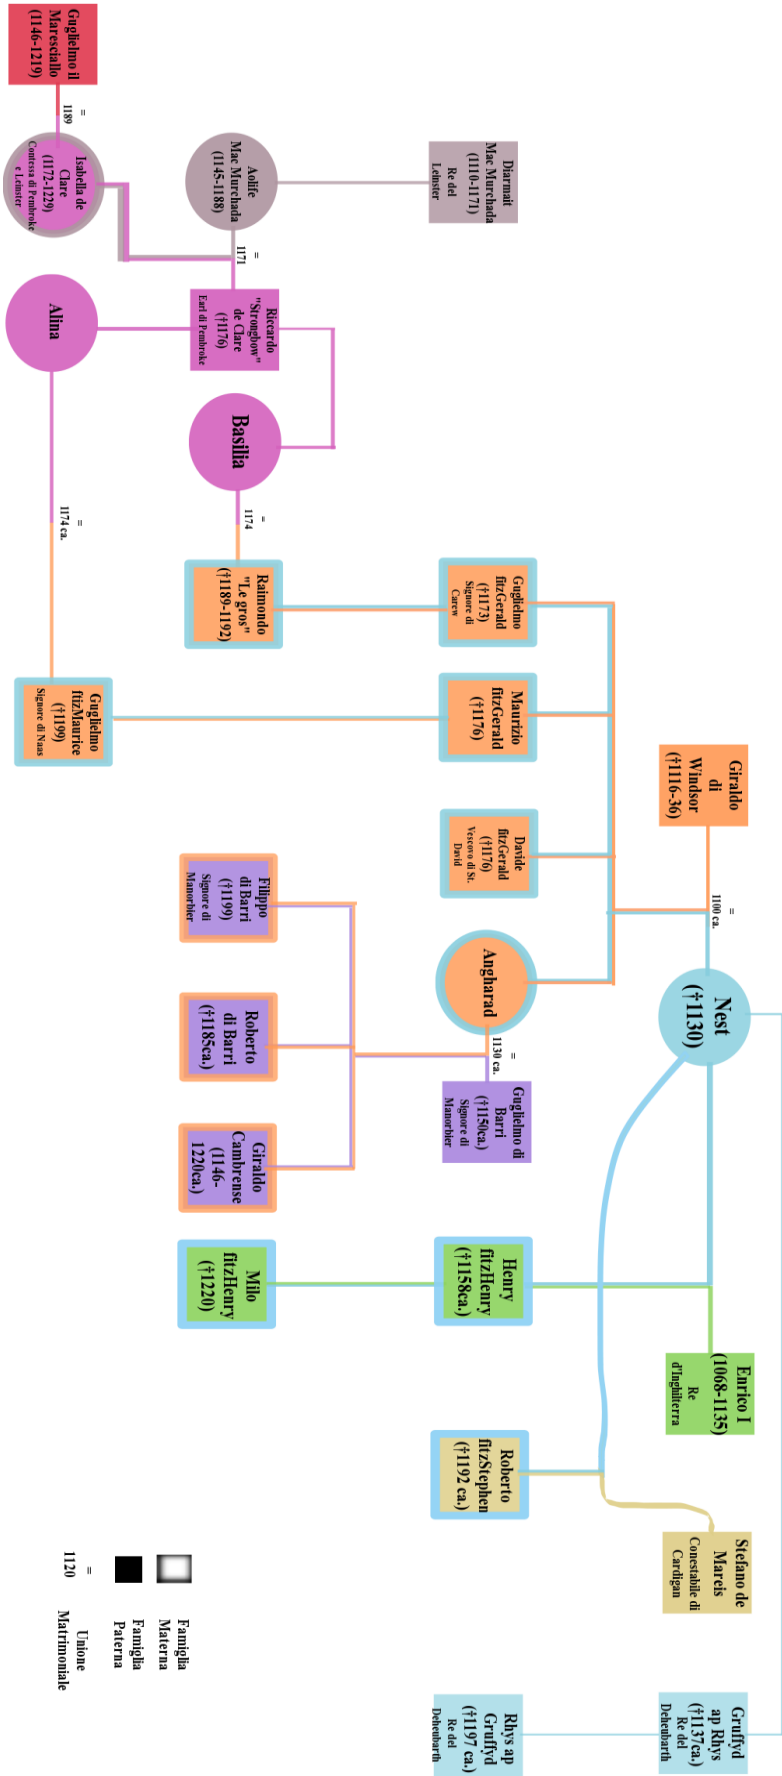 Giraldo
di
Windsor
(†1116-36)
=
1100 ca.
Nest
(†1130)
Enrico I
(1068-1135)
Re
d'Inghilterra
Stefano de
Mareis
Conestabile di
Cardigan
Gruffyd
ap Rhys
(†1137ca.)
Re del
Deheubarth
Diarmait
Mac Murchada
(1110-1171)
Re del
Leinster
Guglielmo
fitzGerald
(†1173)
Signore di
Carew
Maurizio
fitzGerald
(†1176)
Davide
fitzGerald
(†1176)
Vescovo di St.
David
Angharad
=
1130 ca.
Guglielmo di
Barri
(†1150ca.)
Signore di
Manorbier
Henry
fitzHenry
(†1158ca.)
Roberto
fitzStephen
(†1192 ca.)
Rhys ap
Gruffyd
(†1197 ca.)
Re del
Deheubarth
Aolife
Mac Murchada
(1145-1188)
=
1171
Riccardo
"Strongbow"
de Clare
(†1176)
Earl di Pembroke
Basilia
=
1174
Raimondo
"Le gros"
(†1189-1192)
Filippo
di Barri
(†1199)
Signore di
Manorbier
Roberto
di Barri
(†1185ca.)
Giraldo
Cambrense
(1146-
1220ca.)
Milo
fitzHenry
(†1220)
Guglielmo il
Maresciallo
(1146-1219)
=
1189
Isabella de
Clare
(1172-1229)
Contessa di Pembroke
e Leinster
Alina
=
1174 ca.
Guglielmo
ftizMaurice
(†1199)
Signore di Naas
Famiglia
Materna
Famiglia
Paterna
=
1120
Unione
Matrimoniale